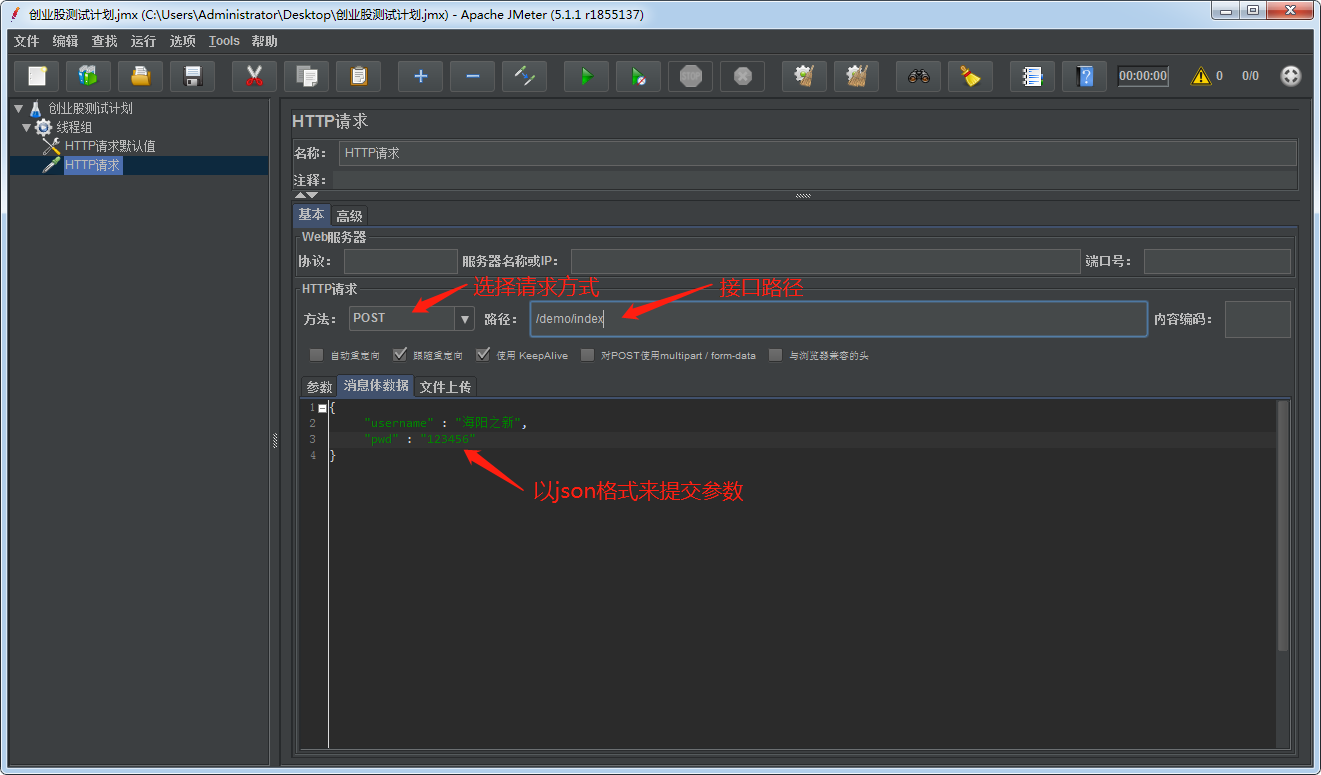 创业股测试计划.jmx (C:\Users\Administrator\Desktop\创业股测试计划.jmx) - Apache JMeter (5.1.1 r1855137)
文件 编辑 查找 运行 选项 Tools 帮助
STOP 00:00:00 0 0/0
创业股测试计划
线程组
HTTP请求默认值
HTTP请求
HTTP请求
名称: HTTP请求
注释:
基本 高级
Web服务器
协议: 服务器名称或IP: 端口号:
选择请求方式 接口路径
HTTP请求
方法: POST 路径: /demo/index 内容编码:
自动重定向 跟随重定向 使用 KeepAlive 对POST使用multipart / form-data 与浏览器兼容的头
参数 消息体数据 文件上传
1 {
2 "username" : "海阳之新",
3 "pwd" : "123456"
4 }
以json格式来提交参数